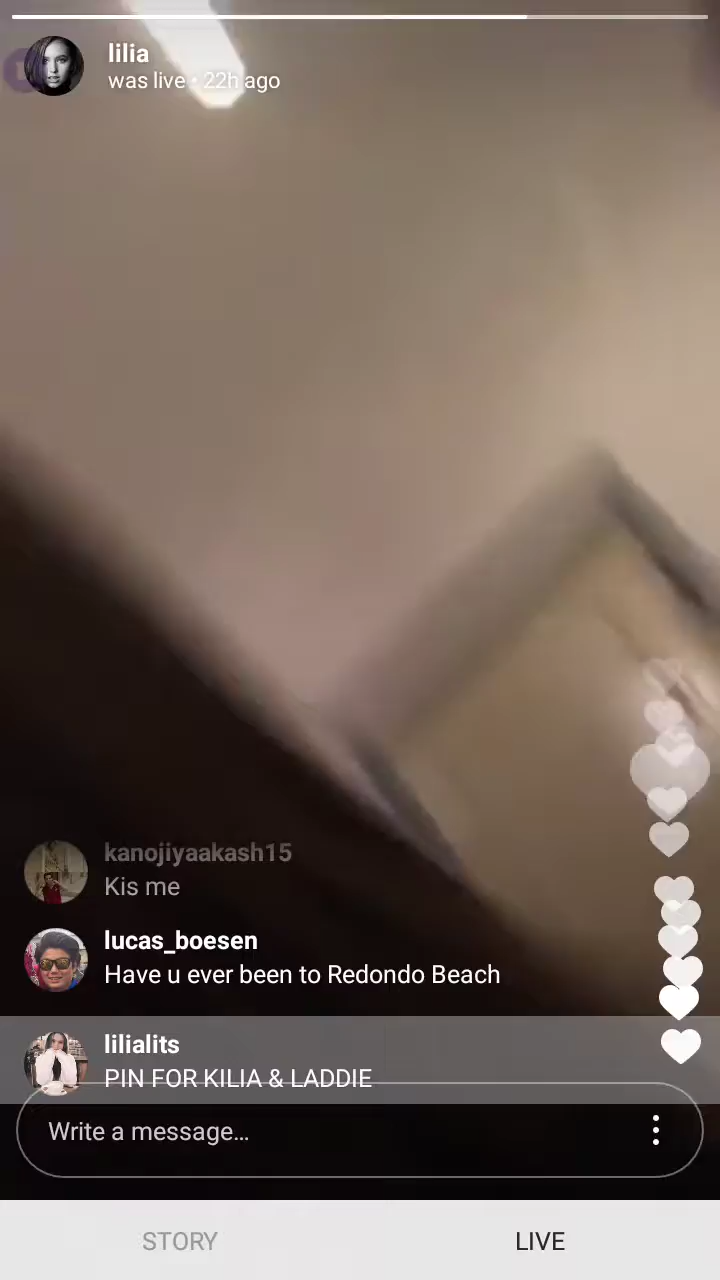 lilia
was live • 22h ago
kanojiyaakash15
Kis me
lucas_boesen
Have u ever been to Redondo Beach
lilialits
PIN FOR KILIA & LADDIE
Write a message...
STORY
LIVE